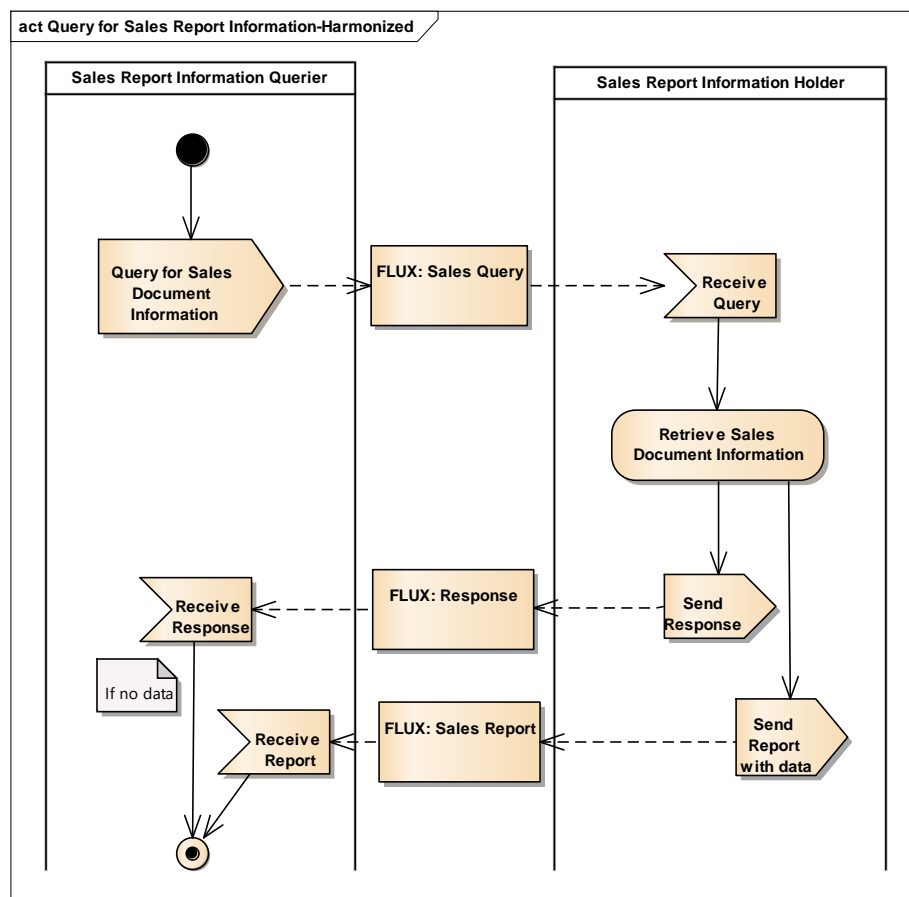 act Query for Sales Report Information-Harmonized
Sales Report Information Querier
Sales Report Information Holder
Query for Sales
Document
Information
FLUX: Sales Query
Receive
Query
Retrieve Sales
Document Information
Receive
Response
FLUX: Response
Send
Response
If no data
Receive
Report
FLUX: Sales Report
Send
Report
with data